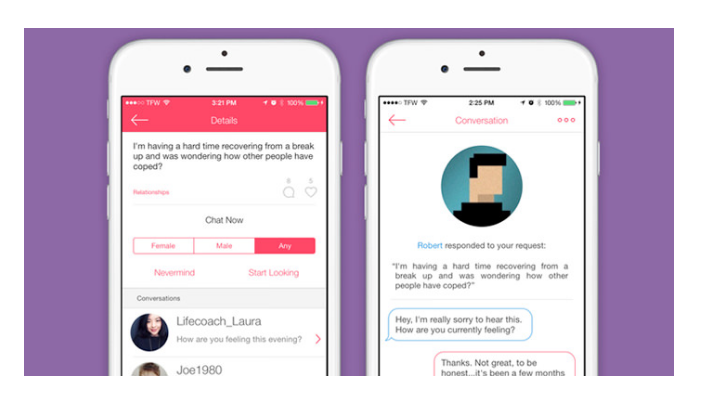 TFW 3:21 PM 100%
Details
I'm having a hard time recovering from a break
up and was wondering how other people have
coped?
6 5
Relationships
Chat Now
Female Male Any
Nevermind Start Looking
Conversations
Lifecoach_Laura
How are you feeling this evening?
Joe1980
TFW 2:25 PM 100%
Conversation
Robert responded to your request:
"I'm having a hard time recovering from a
break up and was wondering how other
people have coped?"
Hey, I'm really sorry to hear this.
How are you currently feeling?
Thanks. Not great, to be
honest...it's been a few months